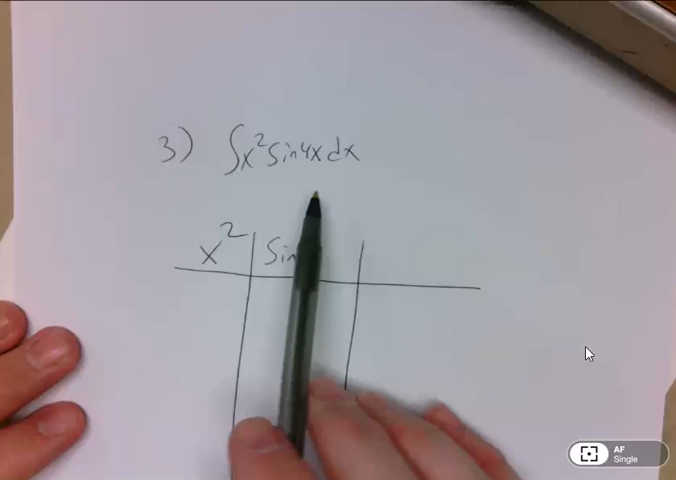 3) ∫x²sin4x dx
x² Sin
AF
Single